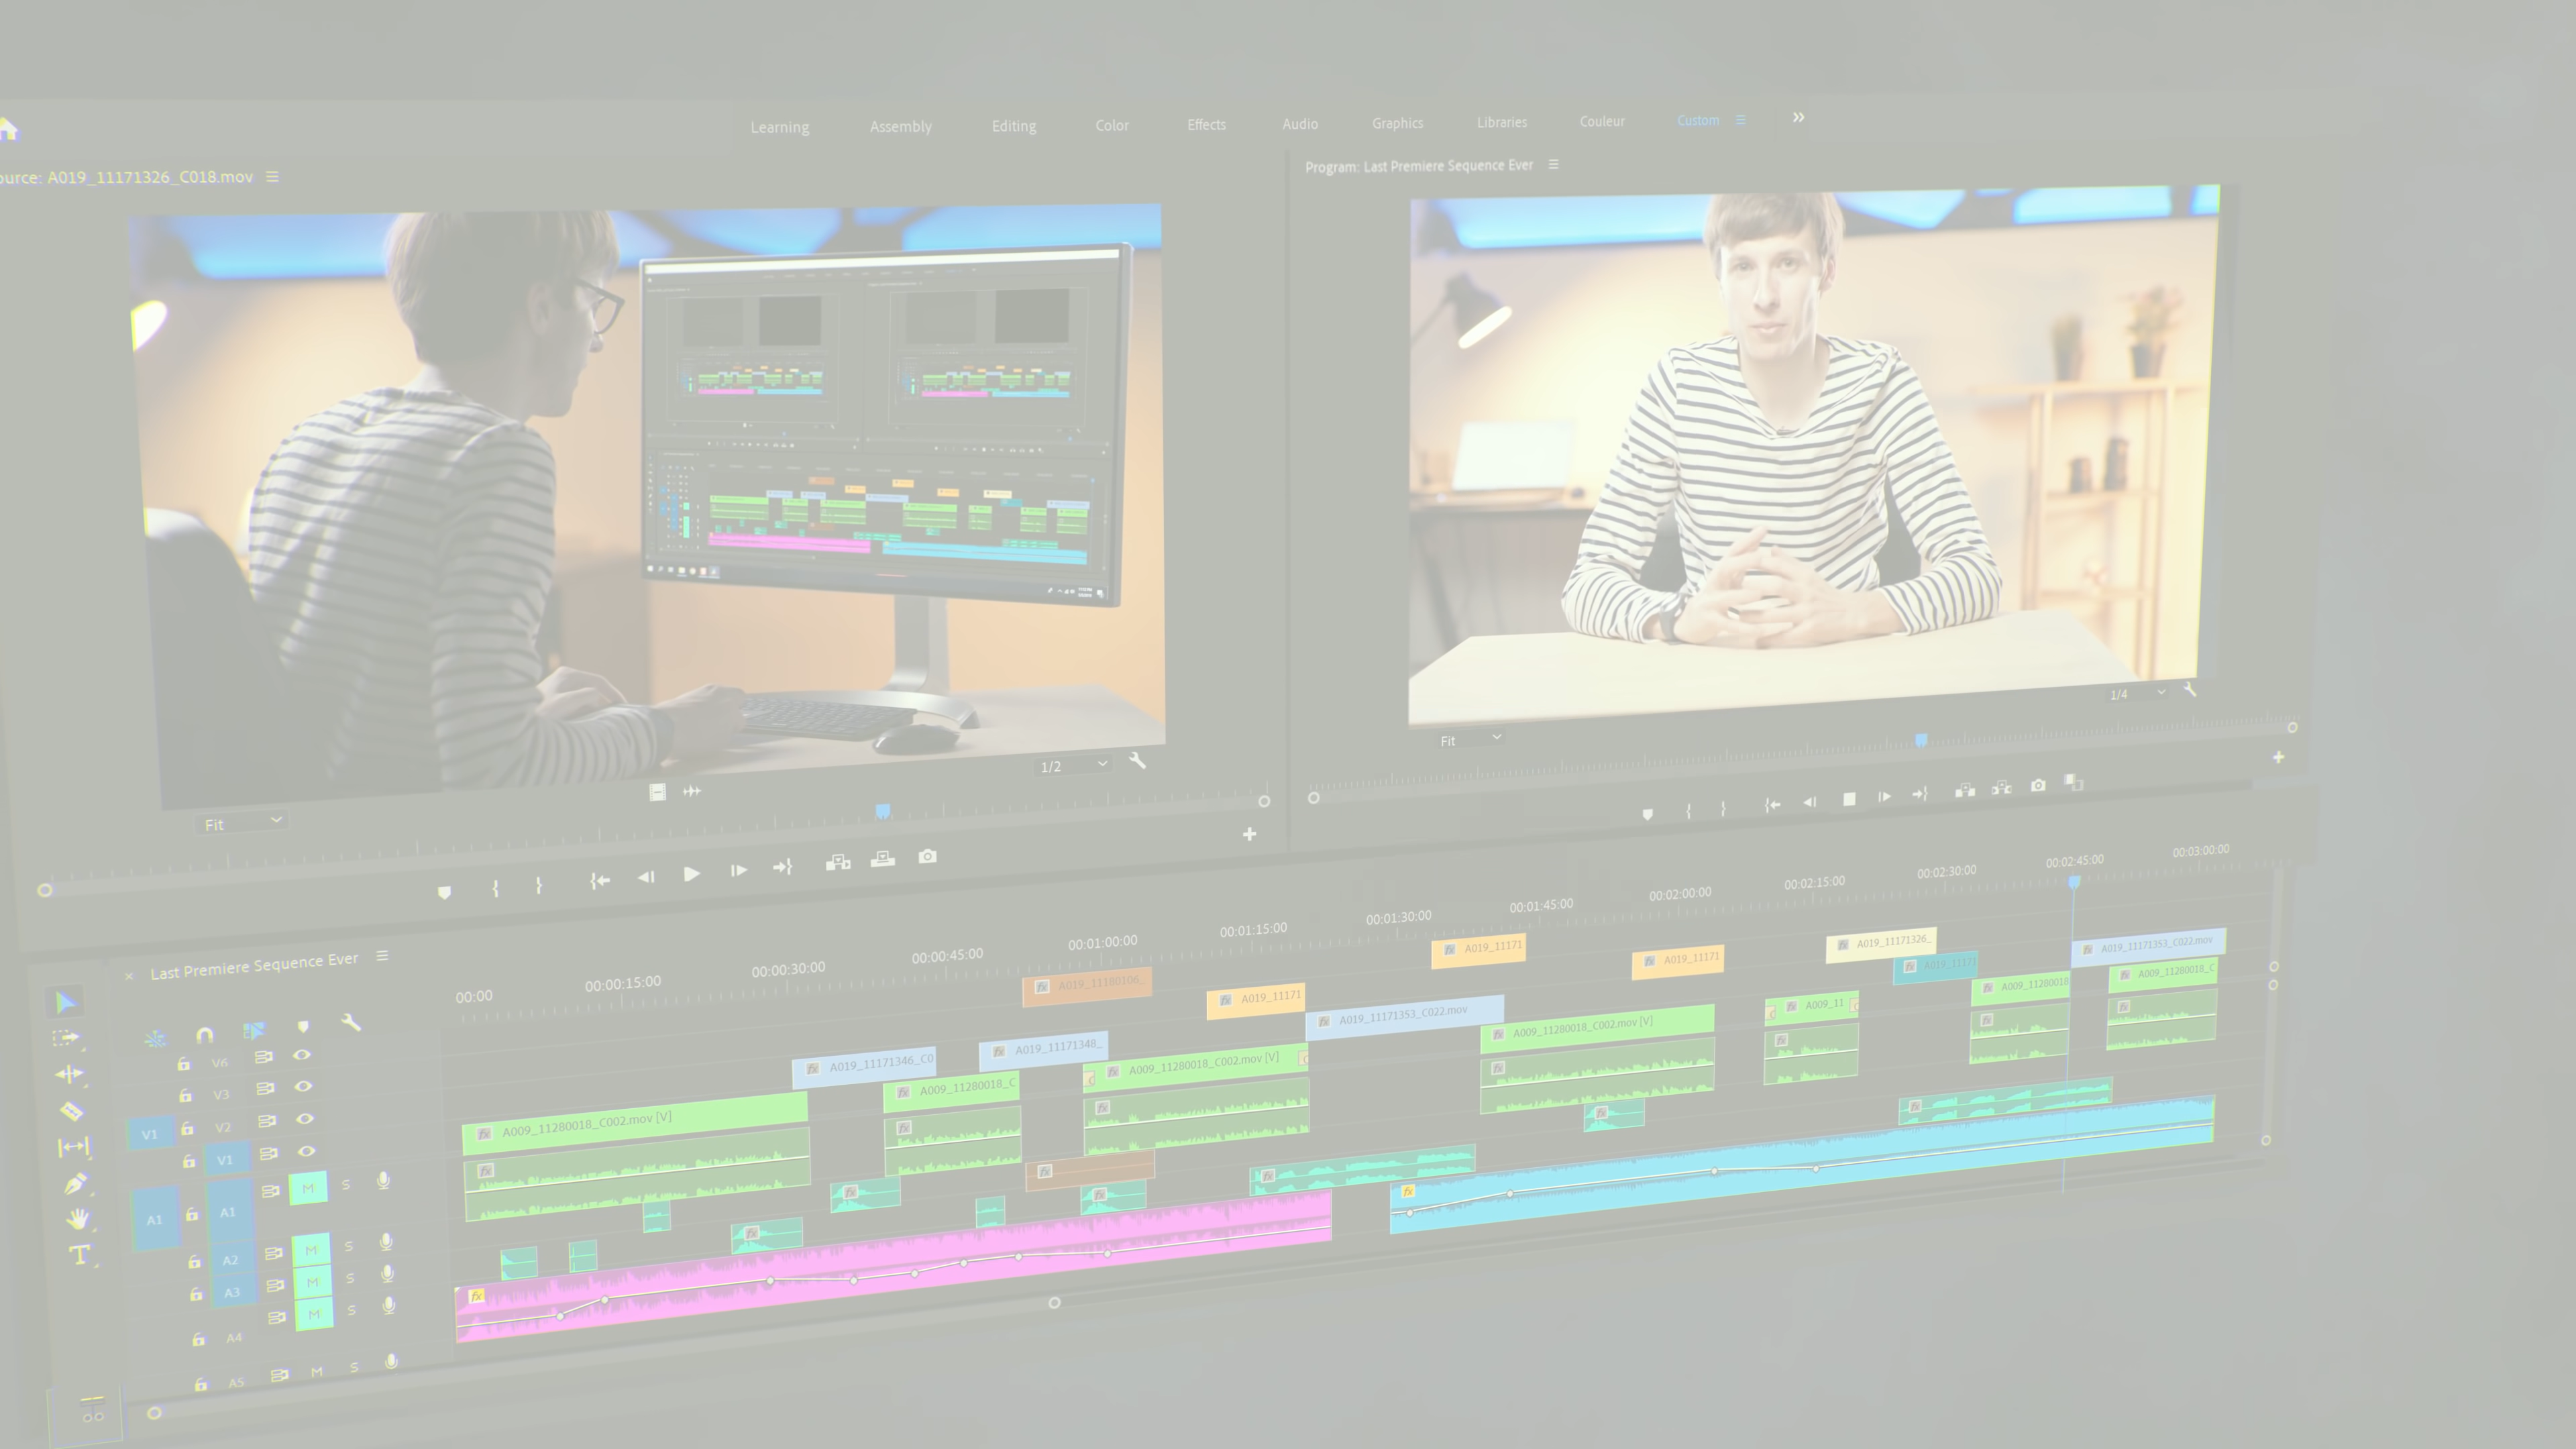 Learning Assembly Editing Color Effects Audio Graphics Libraries Couleur Custom
ource: A019_11171326_C018.mov
Program: Last Premiere Sequence Ever
Fit
1/2
Fit
1/4
Last Premiere Sequence Ever
00:00 00:00:15:00 00:00:30:00 00:00:45:00 00:01:00:00 00:01:15:00 00:01:30:00 00:01:45:00 00:02:00:00 00:02:15:00 00:02:30:00 00:02:45:00 00:03:00:00
A019_11180106_
A019_11171
A019_11171
A019_11171
A019_11171326_
A019_11171
A019_11171346_C0
A019_11171348_
A019_11171353_C022.mov
A019_11171353_C022.mov
A009_11280018_C002.mov [V]
A009_11280018_C
A009_11280018_C002.mov [V]
A009_11280018_C002.mov [V]
A009_11
A009_11280018
A009_11280018_C
V6
V3
V1 V2
V1
A1 A1 M S
A2 M S
A3 M S
A4 M S
A5 M S